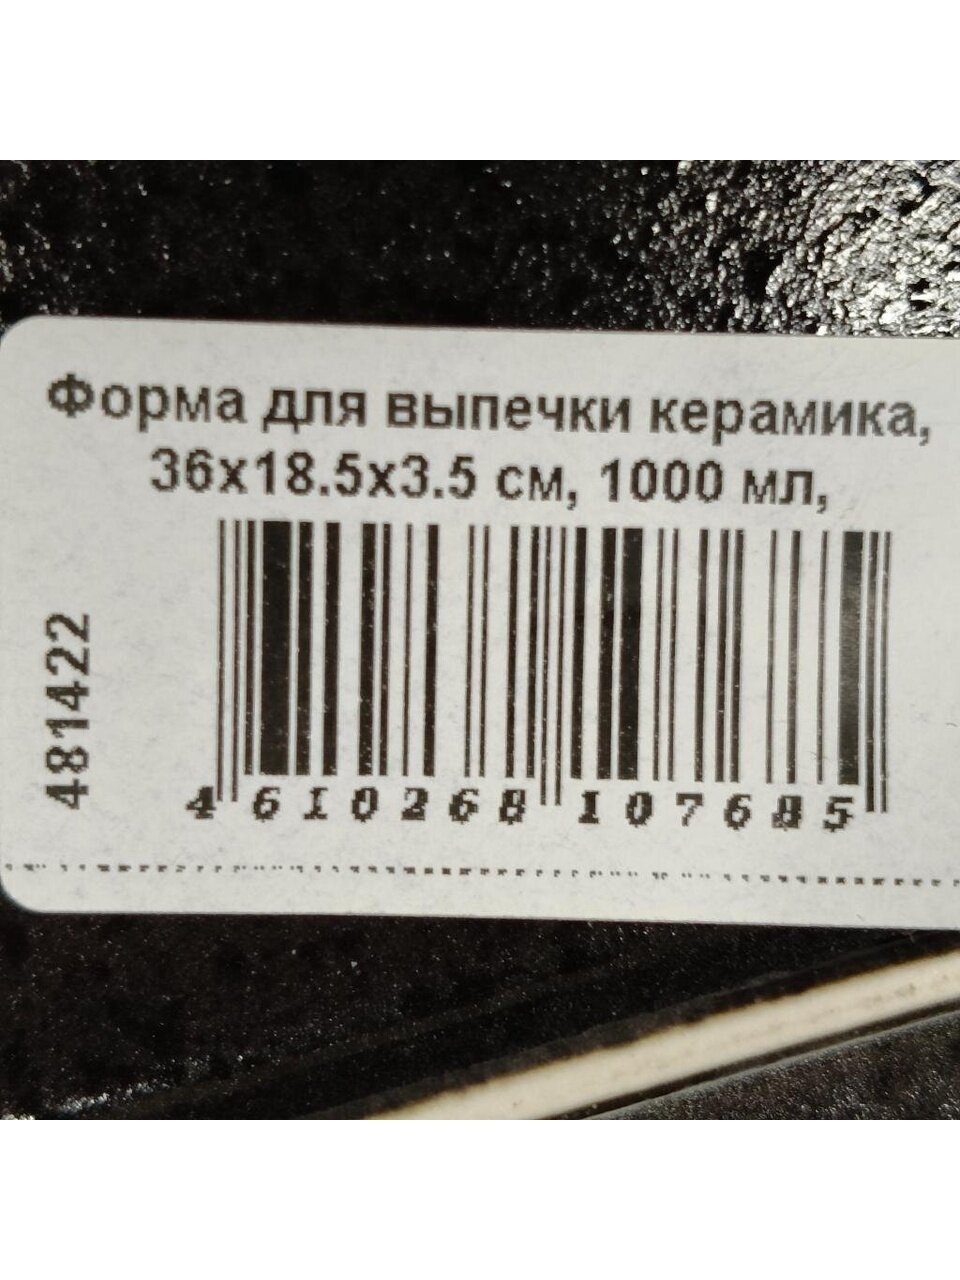 Форма для выпечки керамика,
36x18.5x3.5 см, 1000 мл,
481422
4 610268 107685